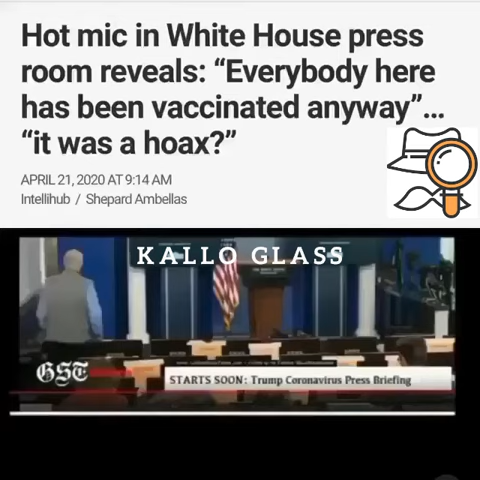 Hot mic in White House press
room reveals: “Everybody here
has been vaccinated anyway”...
“it was a hoax?”
APRIL 21, 2020 AT 9:14 AM
Intellihub / Shepard Ambellas
KALLO GLASS
GST
STARTS SOON: Trump Coronavirus Press Briefing